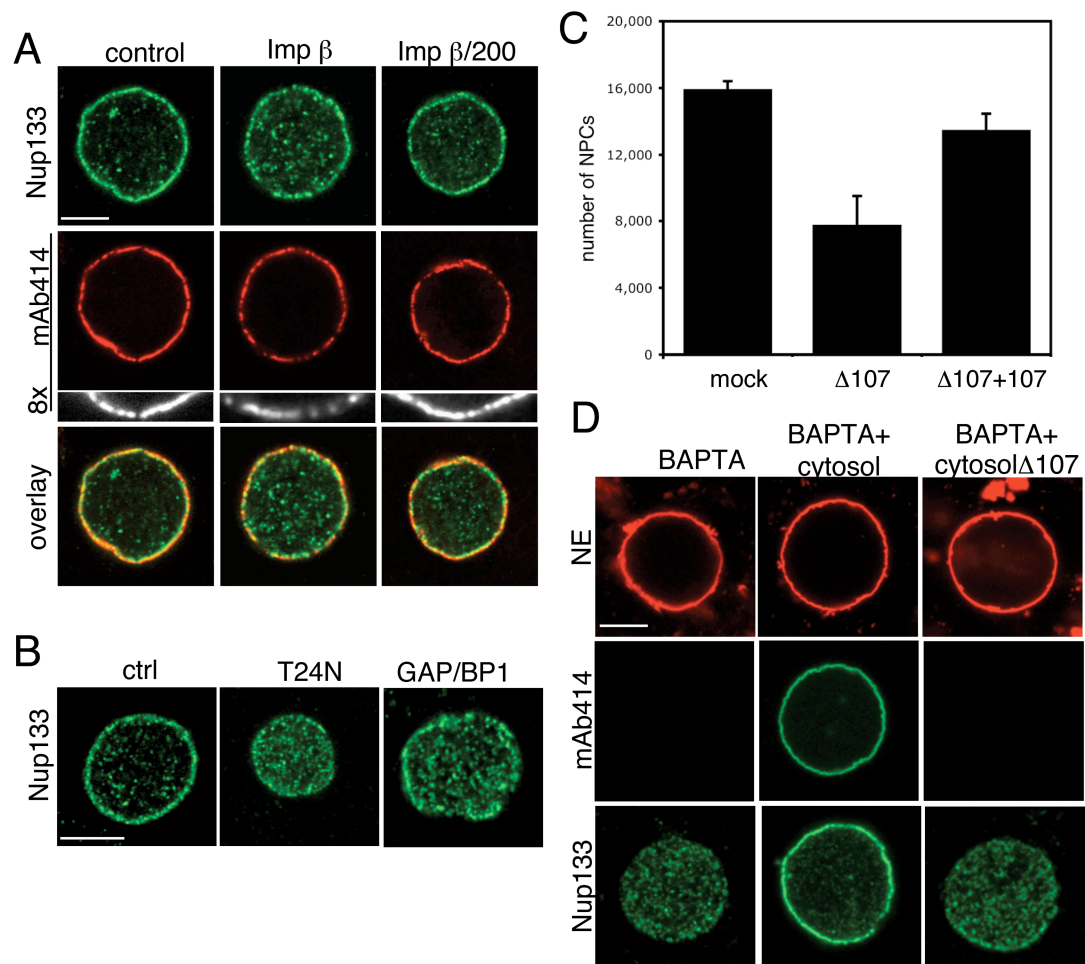 A
control
Imp β
Imp β/200
Nup133
mAb414
8x
overlay
B
ctrl
T24N
GAP/BP1
Nup133
C
20,000
16,000
12,000
8,000
4,000
0
number of NPCs
mock
Δ107
Δ107+107
D
BAPTA
BAPTA+
cytosol
BAPTA+
cytosolΔ107
NE
mAb414
Nup133